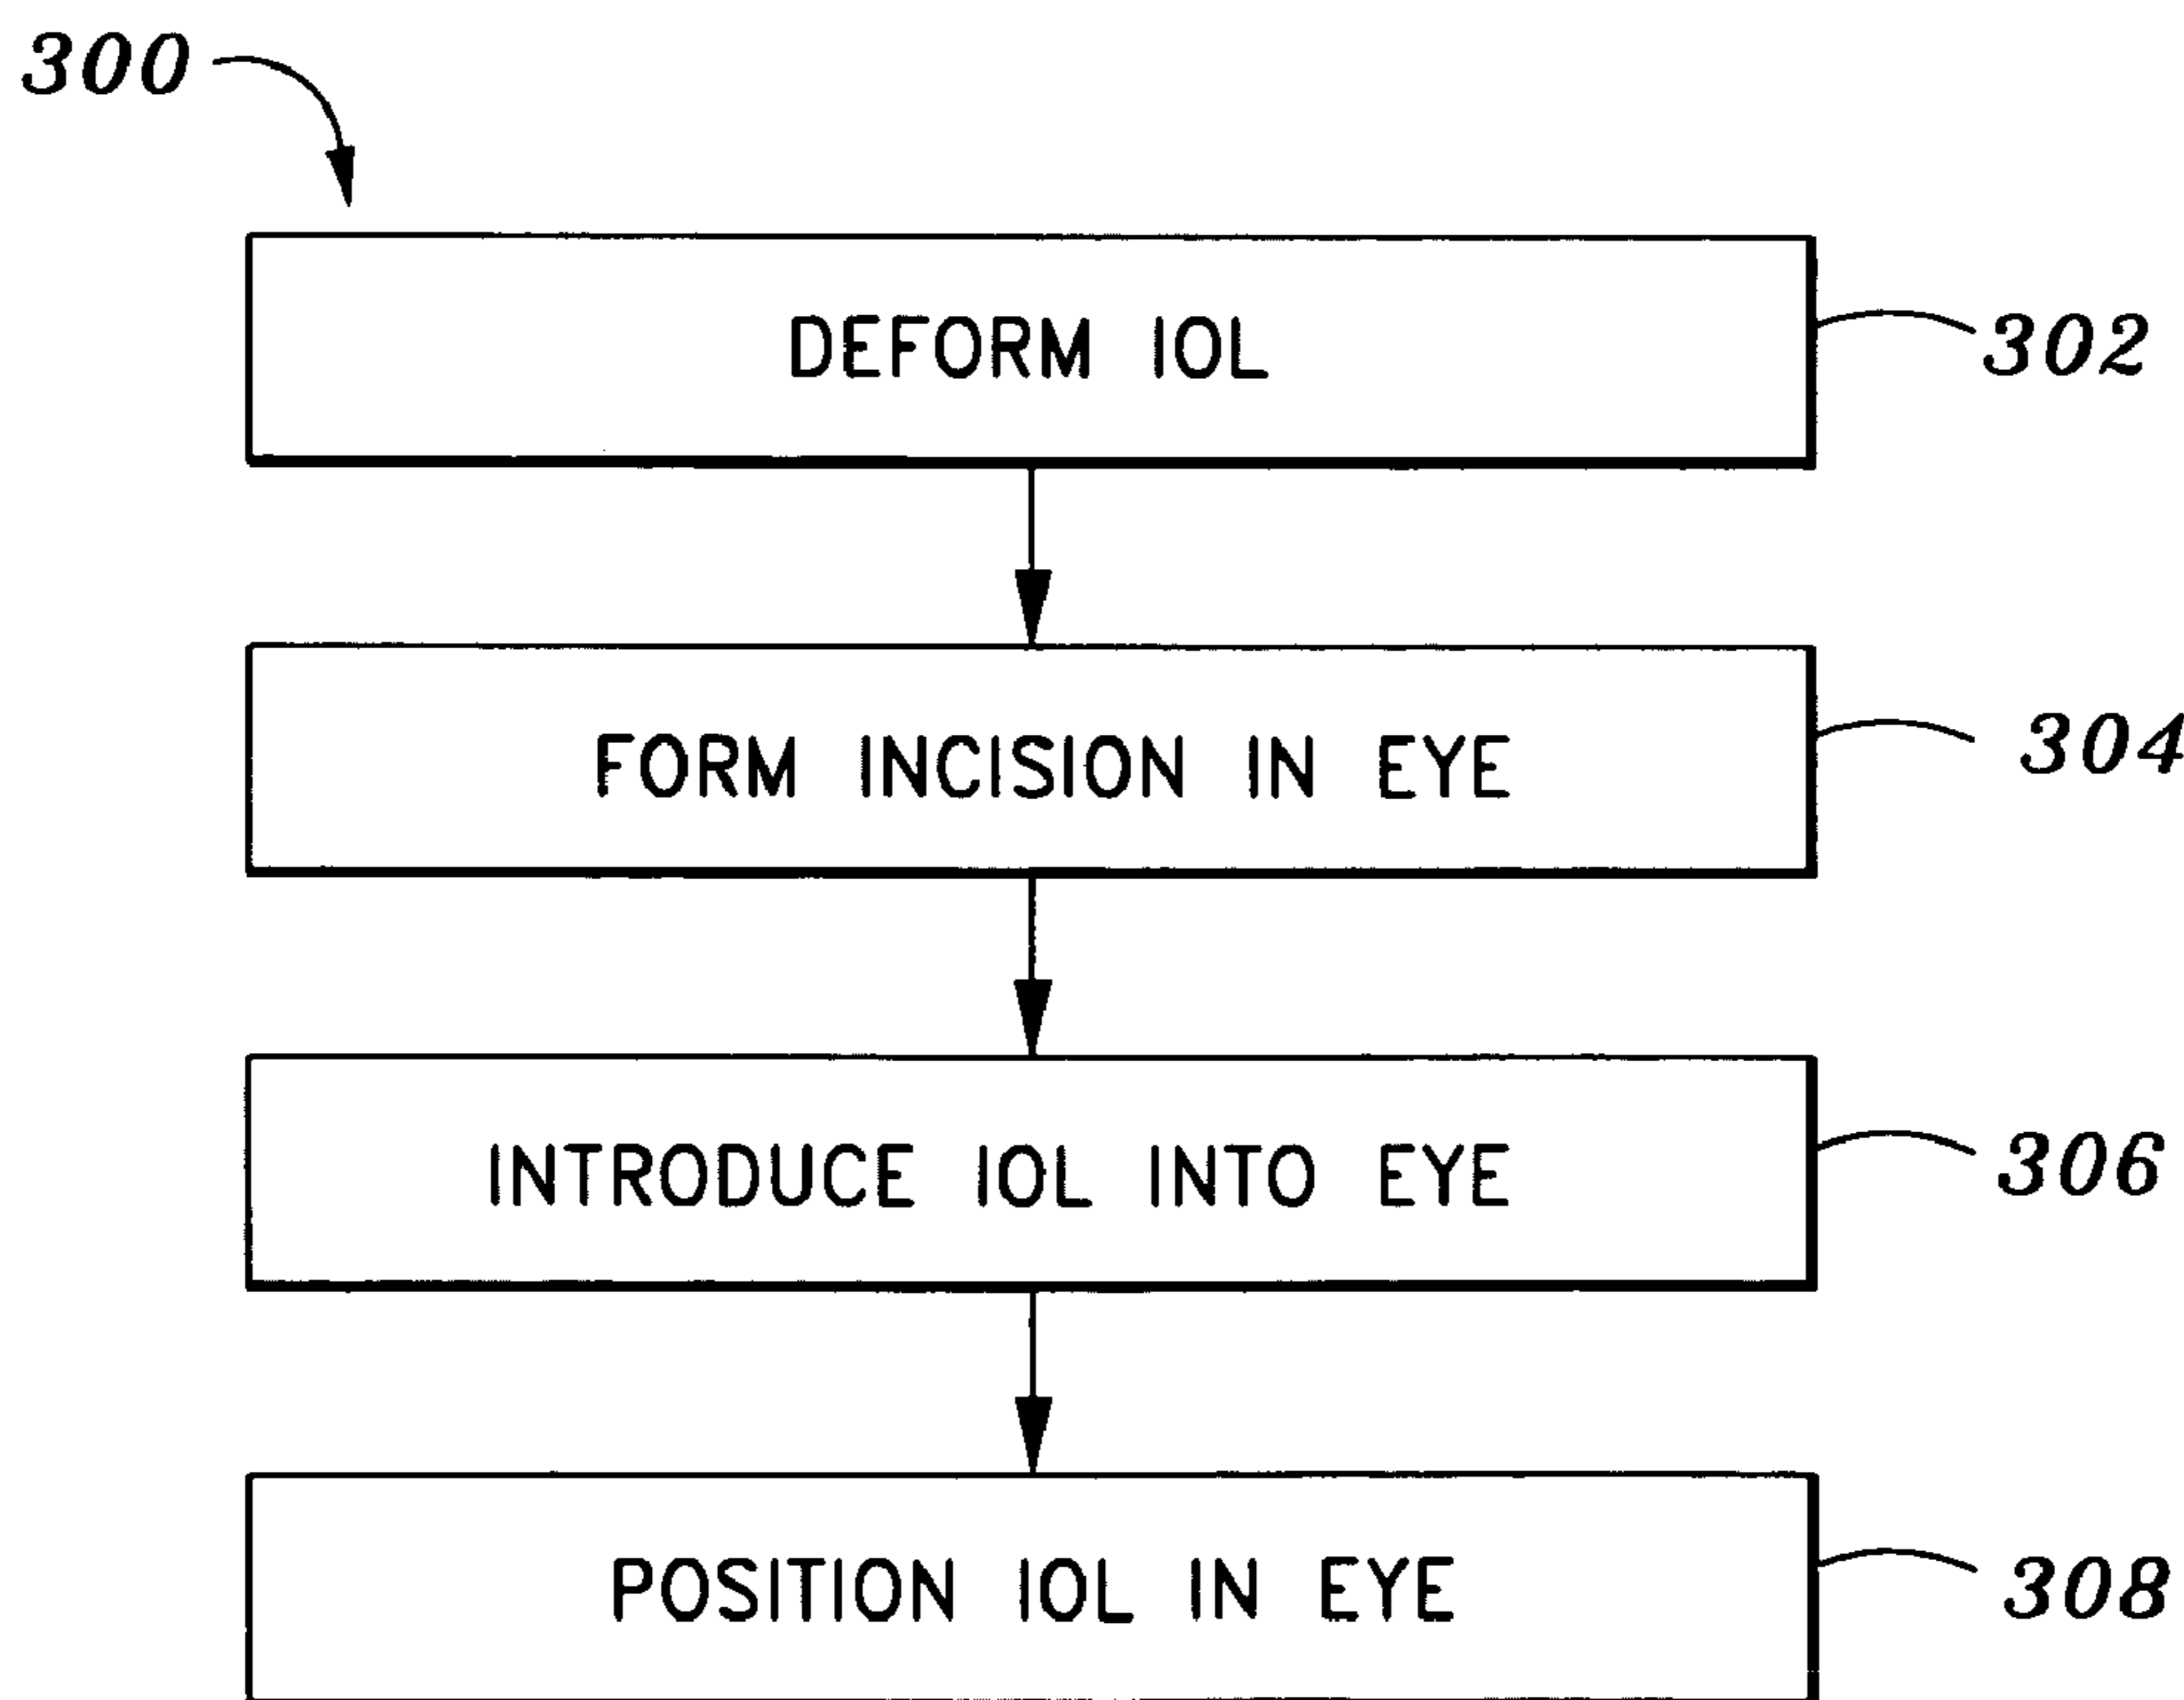 300
DEFORM IOL
302
FORM INCISION IN EYE
304
INTRODUCE IOL INTO EYE
306
POSITION IOL IN EYE
308